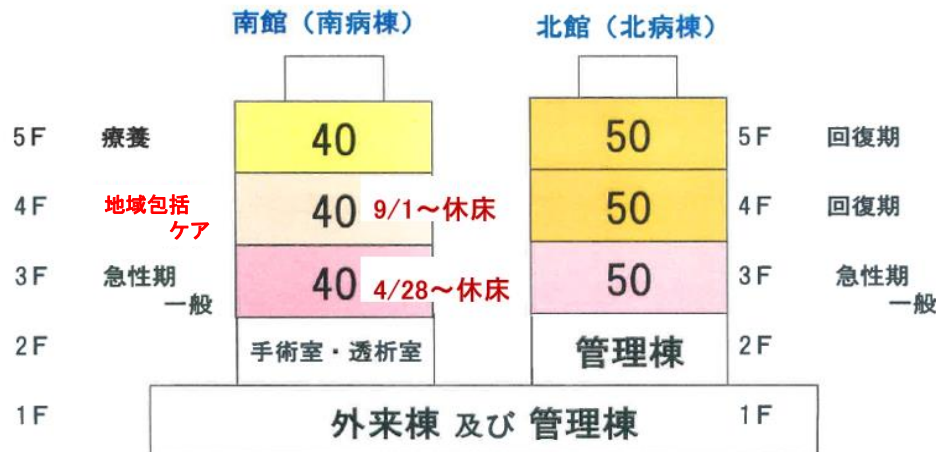 南館（南病棟） 北館（北病棟）
5F 療養 40 50 5F 回復期
4F 地域包括 40 9/1～休床 50 4F 回復期
ケア
3F 急性期 40 4/28～休床 50 3F 急性期
一般 一般
2F 手術室・透析室 管理棟 2F
1F 外来棟 及び 管理棟 1F